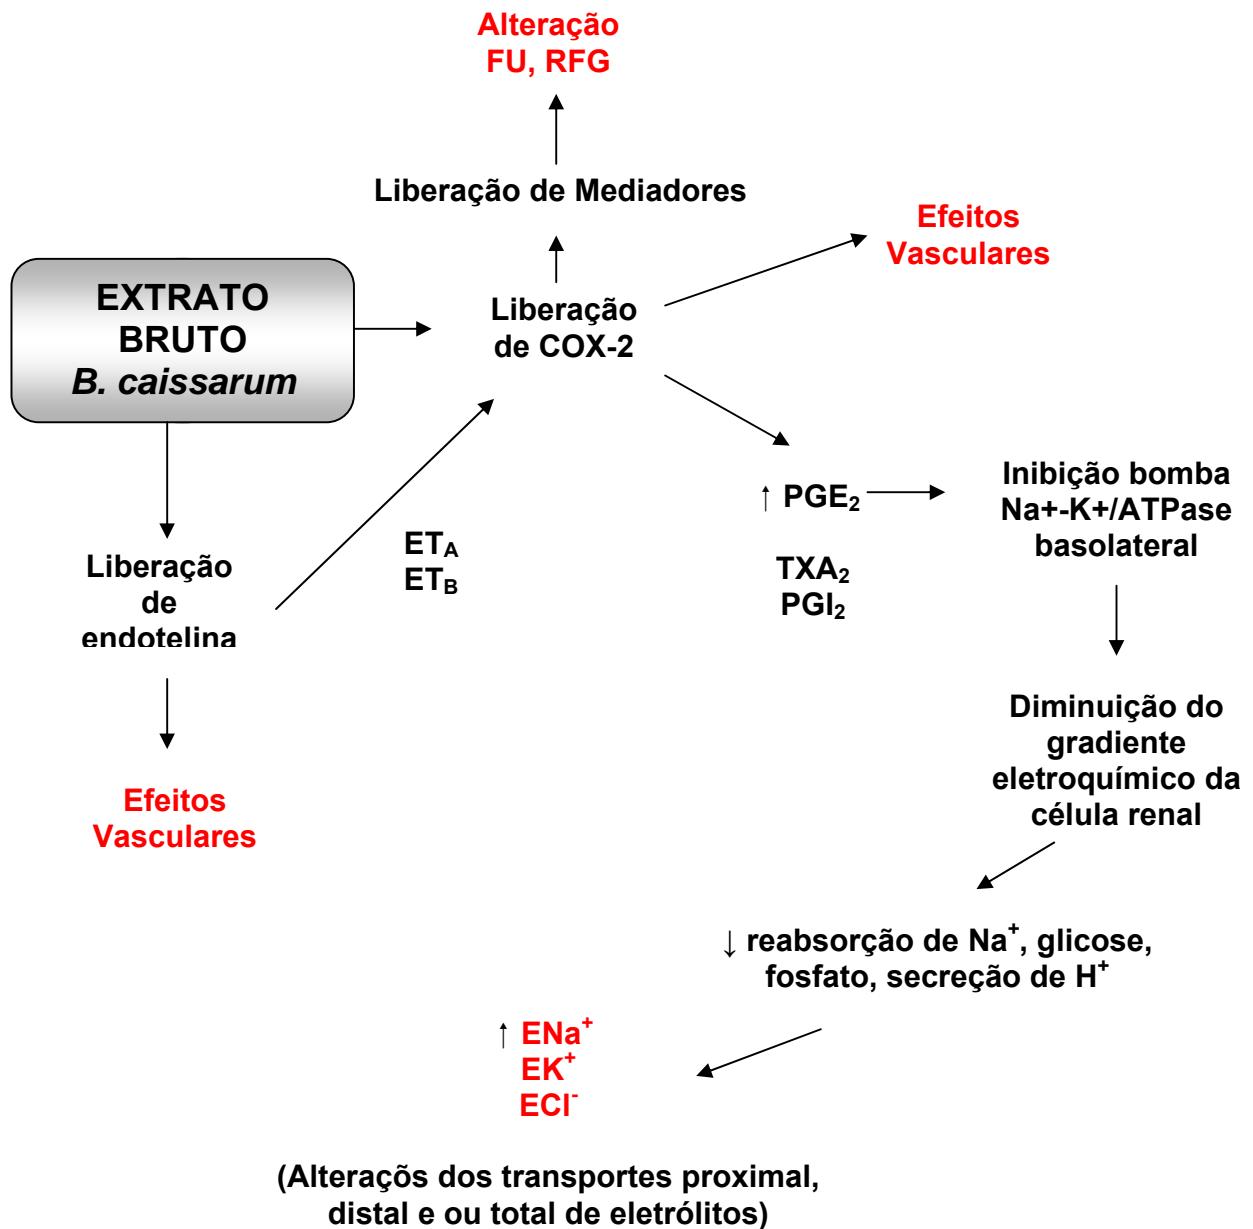 Alteração
FU, RFG
Liberação de Mediadores
Efeitos
Vasculares
EXTRATO
BRUTO
B. caissarum
Liberação
de COX-2
ET_A
ET_B
Liberação
de
endotelina
↑ PGE₂
TXA₂
PGI₂
Inibição bomba
Na+-K+/ATPase
basolateral
Efeitos
Vasculares
Diminuição do
gradiente
eletroquímico da
célula renal
↓ reabsorção de Na⁺, glicose,
fosfato, secreção de H⁺
↑ ENa⁺
EK⁺
ECl⁻
(Alteraçõs dos transportes proximal,
distal e ou total de eletrólitos)